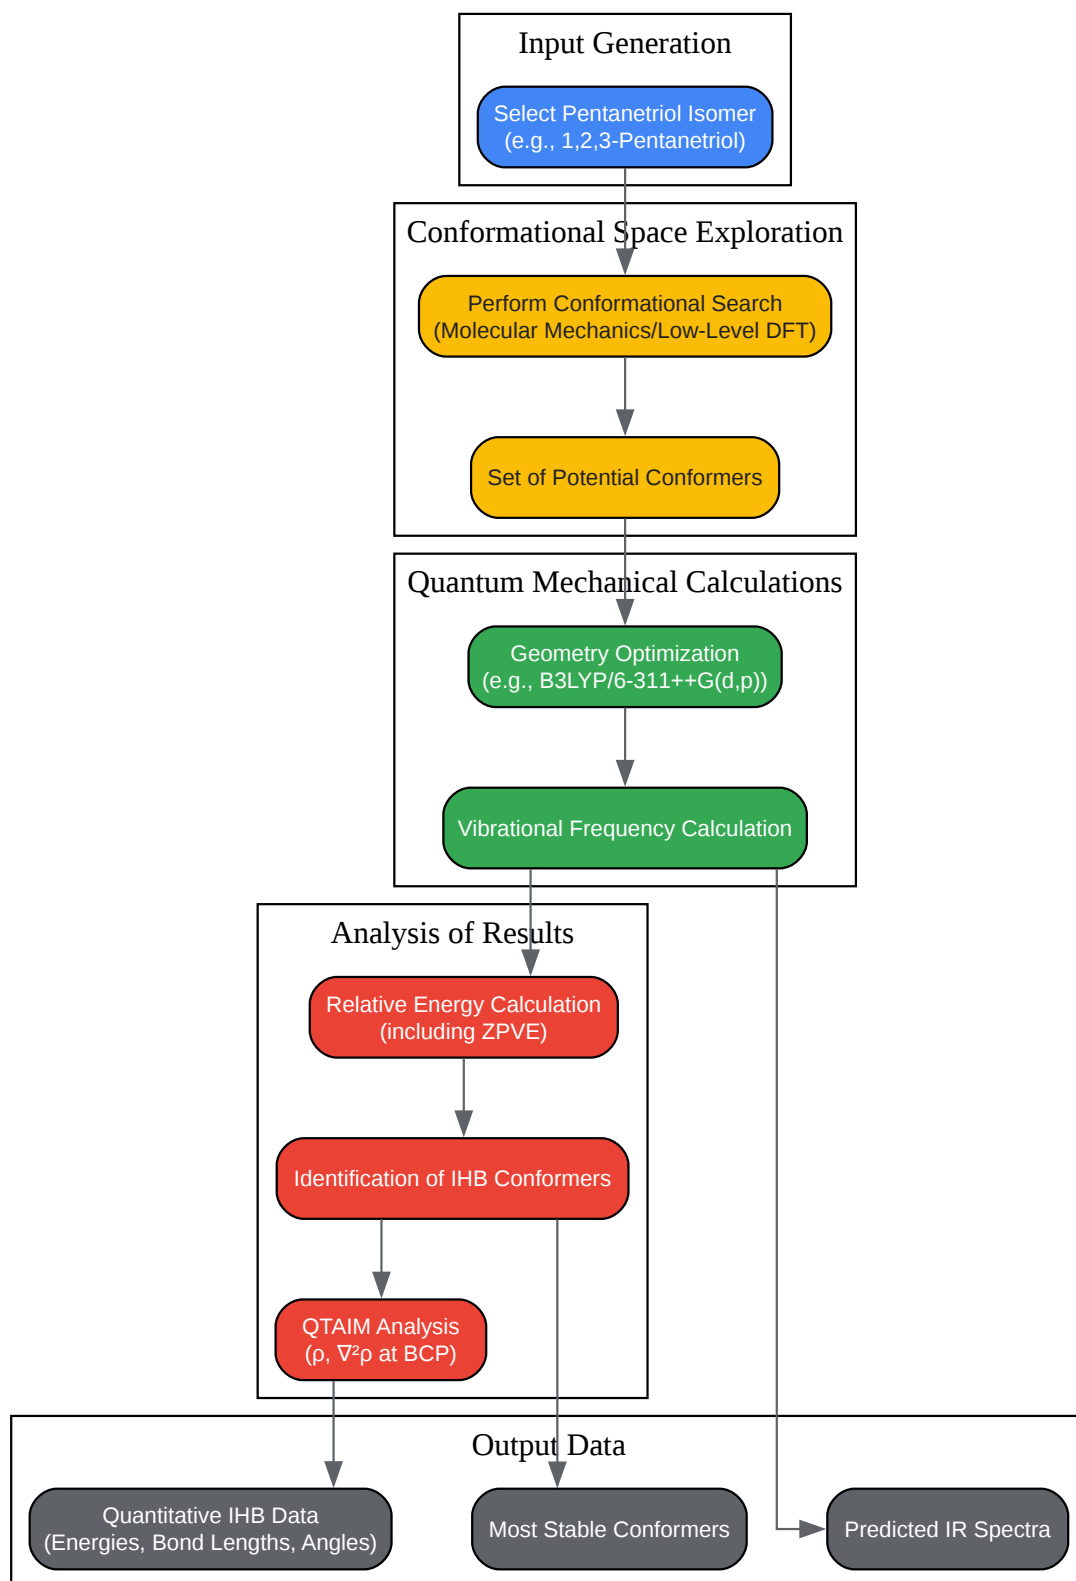 Input Generation
Select Pentanetriol Isomer
(e.g., 1,2,3-Pentanetriol)
Conformational Space Exploration
Perform Conformational Search
(Molecular Mechanics/Low-Level DFT)
Set of Potential Conformers
Quantum Mechanical Calculations
Geometry Optimization
(e.g., B3LYP/6-311++G(d,p))
Vibrational Frequency Calculation
Analysis of Results
Relative Energy Calculation
(including ZPVE)
Identification of IHB Conformers
QTAIM Analysis
(ρ, ∇²ρ at BCP)
Output Data
Quantitative IHB Data
(Energies, Bond Lengths, Angles)
Most Stable Conformers
Predicted IR Spectra